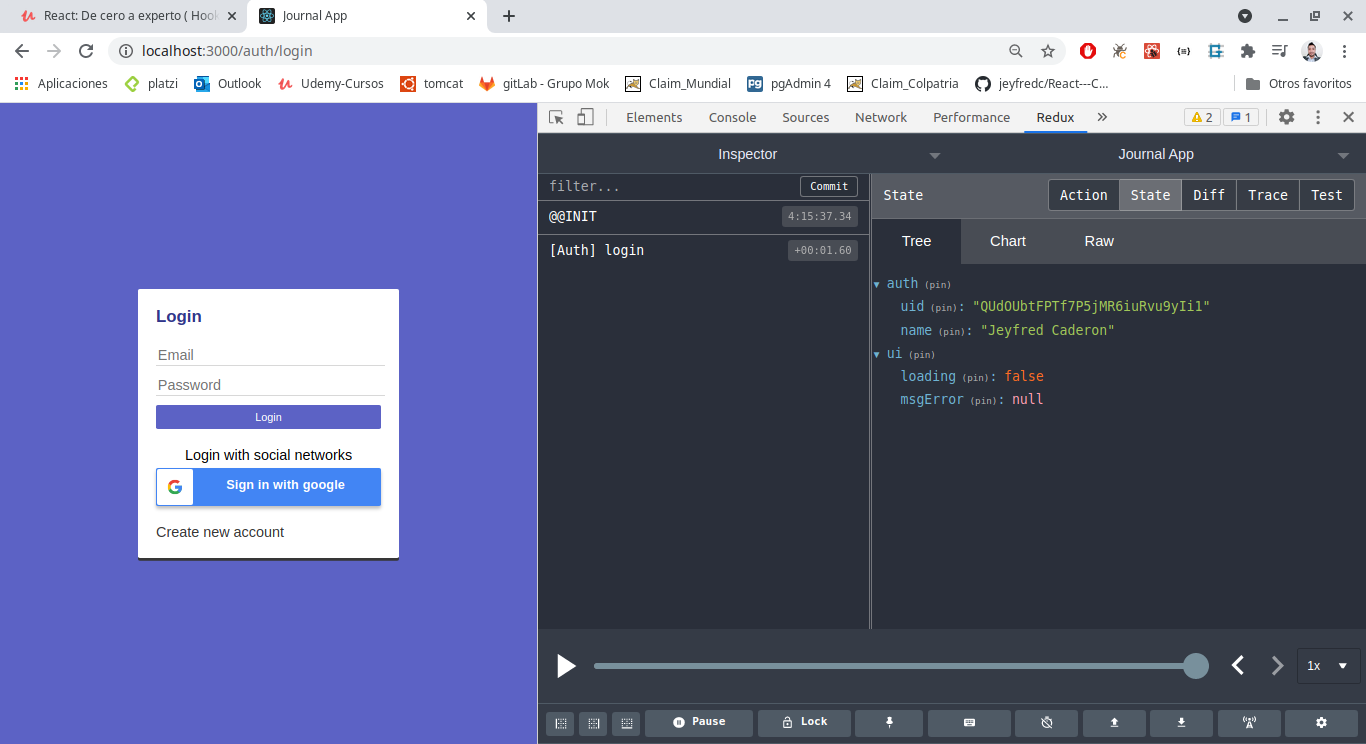 React: De cero a experto ( Hook
Journal App
localhost:3000/auth/login
Aplicaciones
platzi
Outlook
Udemy-Cursos
tomcat
gitLab - Grupo Mok
Claim_Mundial
pgAdmin 4
Claim_Colpatria
jeyfredc/React---C...
Otros favoritos
Login
Email
Password
Login
Login with social networks
Sign in with google
Create new account
Elements
Console
Sources
Network
Performance
Redux
2
1
Inspector
Journal App
filter...
Commit
@@INIT
4:15:37.34
[Auth] login
+00:01.60
State
Action
State
Diff
Trace
Test
Tree
Chart
Raw
auth (pin)
uid (pin): "QUdOUbtFPTf7P5jMR6iuRvu9yIi1"
name (pin): "Jeyfred Caderon"
ui (pin)
loading (pin): false
msgError (pin): null
1x
Pause
Lock